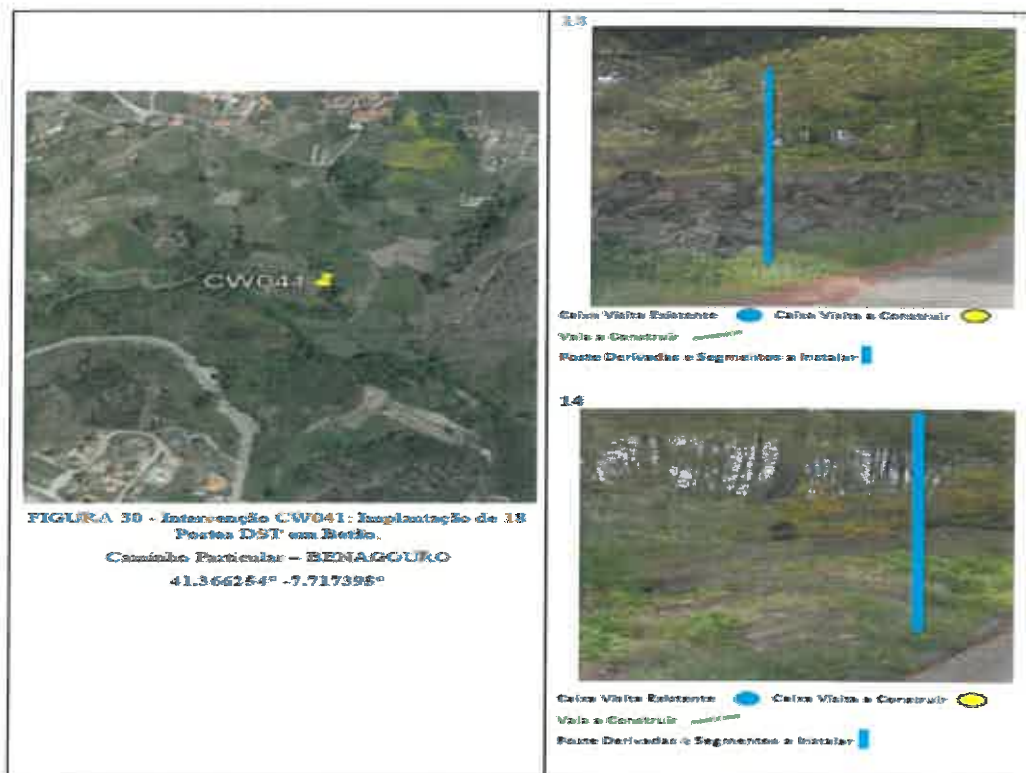 CW041
FIGURA 30 - Intervenção CW041: Implantação de 18
Postes DST em Betão.
Caminho Particular – BENAGOURO
41.366254° -7.717395°
13
Caixa Visita Existente Caixa Visita a Construir
Vala a Construir
Poste Derivadas e Segmentos a Instalar
14
Caixa Visita Existente Caixa Visita a Construir
Vala a Construir
Poste Derivadas e Segmentos a Instalar